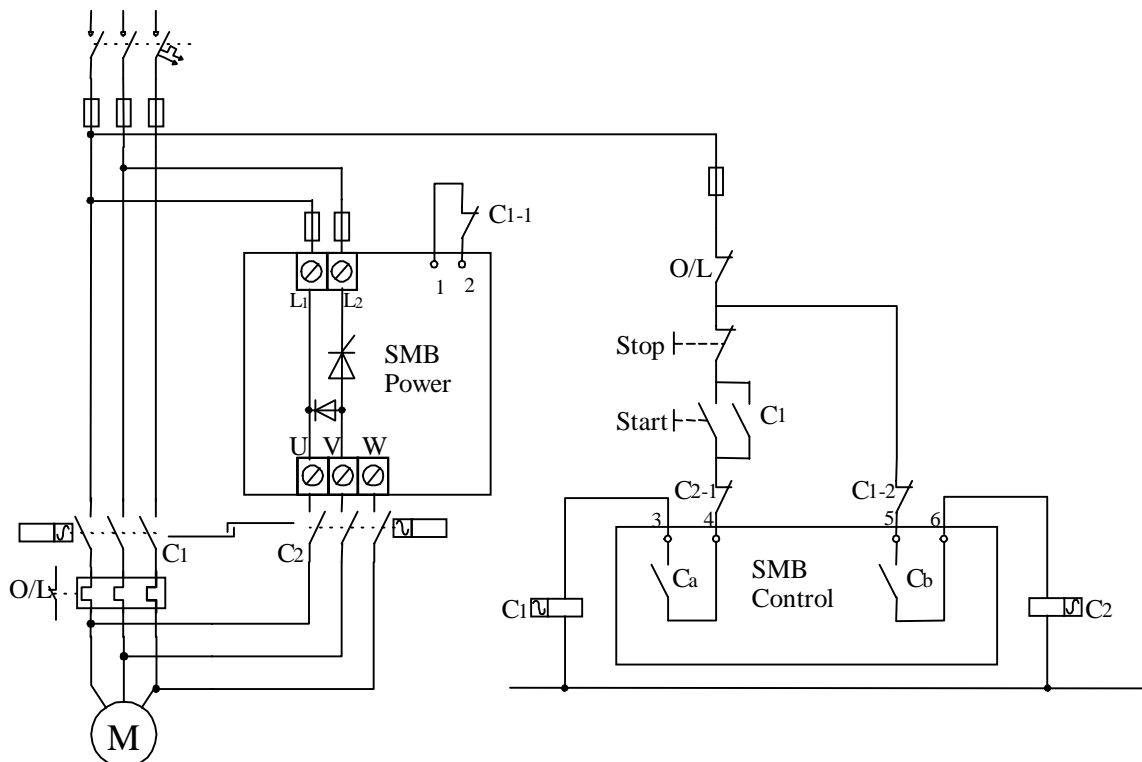 C1-1
1 2
L1 L2
SMB
Power
U V W
C1
C2
O/L
M
O/L
Stop
Start
C1
C2-1
C1-2
3 4 5 6
Ca
SMB
Control
Cb
C1
C2